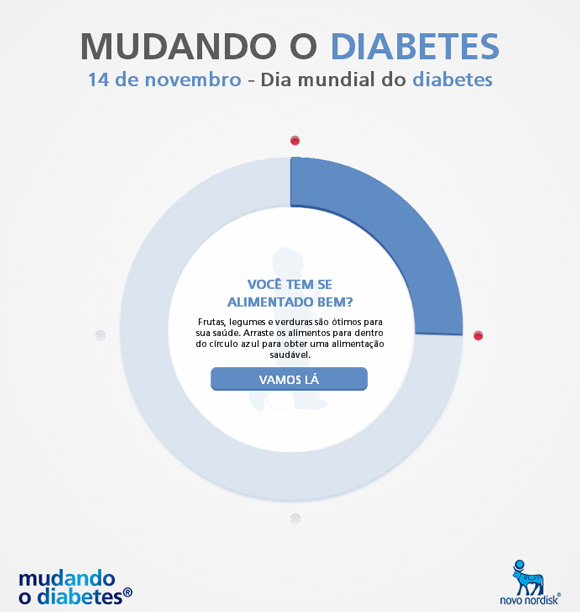 MUDANDO O DIABETES
14 de novembro - Dia mundial do diabetes
VOCÊ TEM SE
ALIMENTADO BEM?
Frutas, legumes e verduras são ótimos para
sua saúde. Arraste os alimentos para dentro
do círculo azul para obter uma alimentação
saudável.
VAMOS LÁ
mudando
o diabetes®
novo nordisk®